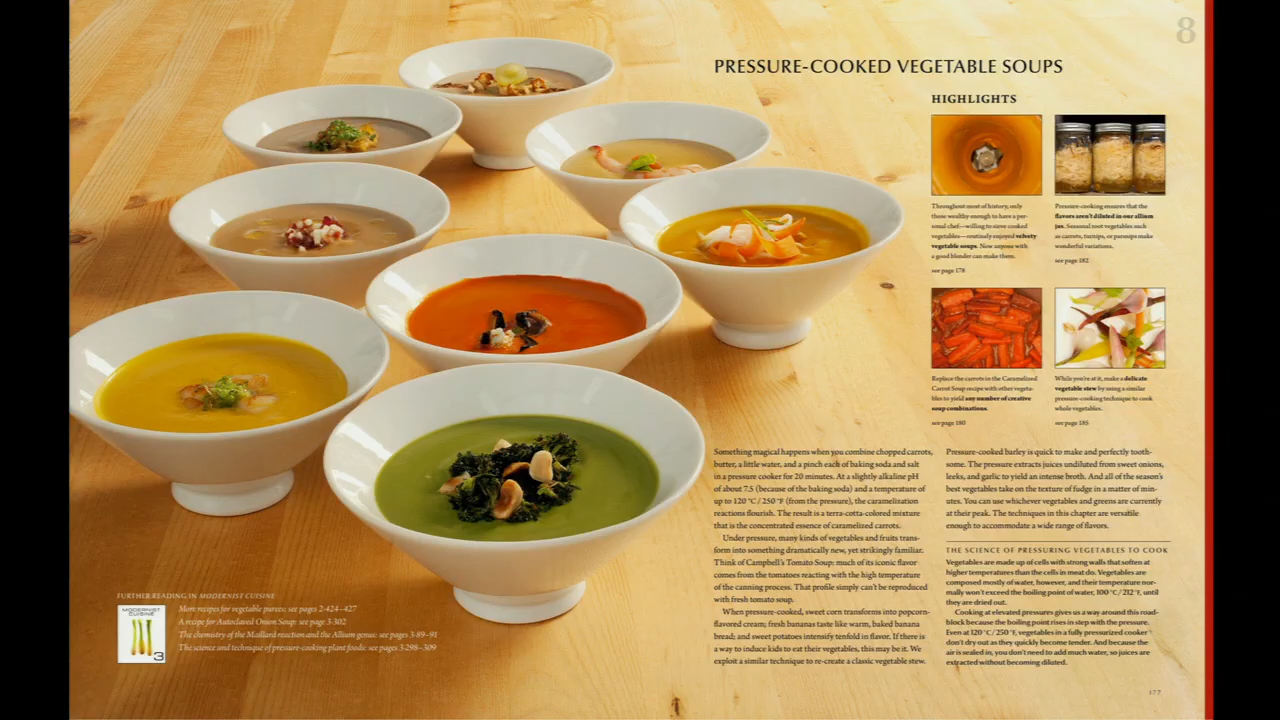 8
PRESSURE-COOKED VEGETABLE SOUPS
HIGHLIGHTS
Throughout most of history, only
those wealthy enough to have a per-
sonal chef—willing to sieve cooked
vegetables—routinely enjoyed velvety
vegetable soups. Now anyone with
a good blender can make them.
see page 178
Pressure-cooking ensures that the
flavors aren't diluted in our allium
jus. Seasonal root vegetables such
as carrots, turnips, or parsnips make
wonderful variations.
see page 182
Replace the carrots in the Caramelized
Carrot Soup recipe with other vegeta-
bles to yield any number of creative
soup combinations.
see page 180
While you're at it, make a delicate
vegetable stew by using a similar
pressure-cooking technique to cook
whole vegetables.
see page 185
Something magical happens when you combine chopped carrots,
butter, a little water, and a pinch each of baking soda and salt
in a pressure cooker for 20 minutes. At a slightly alkaline pH
of about 7.5 (because of the baking soda) and a temperature of
up to 120 °C / 250 °F (from the pressure), the caramelization
reactions flourish. The result is a terra-cotta-colored mixture
that is the concentrated essence of caramelized carrots.
Under pressure, many kinds of vegetables and fruits trans-
form into something dramatically new, yet strikingly familiar.
Think of Campbell's Tomato Soup: much of its iconic flavor
comes from the tomatoes reacting with the high temperature
of the canning process. That profile simply can't be reproduced
with fresh tomato soup.
When pressure-cooked, sweet corn transforms into popcorn-
flavored cream; fresh bananas taste like warm, baked banana
bread; and sweet potatoes intensify tenfold in flavor. If there is
a way to induce kids to eat their vegetables, this may be it. We
exploit a similar technique to re-create a classic vegetable stew.
Pressure-cooked barley is quick to make and perfectly tooth-
some. The pressure extracts juices undiluted from sweet onions,
leeks, and garlic to yield an intense broth. And all of the season's
best vegetables take on the texture of fudge in a matter of min-
utes. You can use whichever vegetables and greens are currently
at their peak. The techniques in this chapter are versatile
enough to accommodate a wide range of flavors.
THE SCIENCE OF PRESSURING VEGETABLES TO COOK
Vegetables are made up of cells with strong walls that soften at
higher temperatures than the cells in meat do. Vegetables are
composed mostly of water, however, and their temperature nor-
mally won't exceed the boiling point of water, 100 °C / 212 °F, until
they are dried out.
Cooking at elevated pressures gives us a way around this road-
block because the boiling point rises in step with the pressure.
Even at 120 °C / 250 °F, vegetables in a fully pressurized cooker
don't dry out as they quickly become tender. And because the
air is sealed in, you don't need to add much water, so juices are
extracted without becoming diluted.
FURTHER READING IN MODERNIST CUISINE
MODERNIST
CUISINE
3
More recipes for vegetable purees: see pages 2·424–427
A recipe for Autoclaved Onion Soup: see page 3·302
The chemistry of the Maillard reaction and the Allium genus: see pages 3·89–91
The science and technique of pressure-cooking plant foods: see pages 3·298–309
177